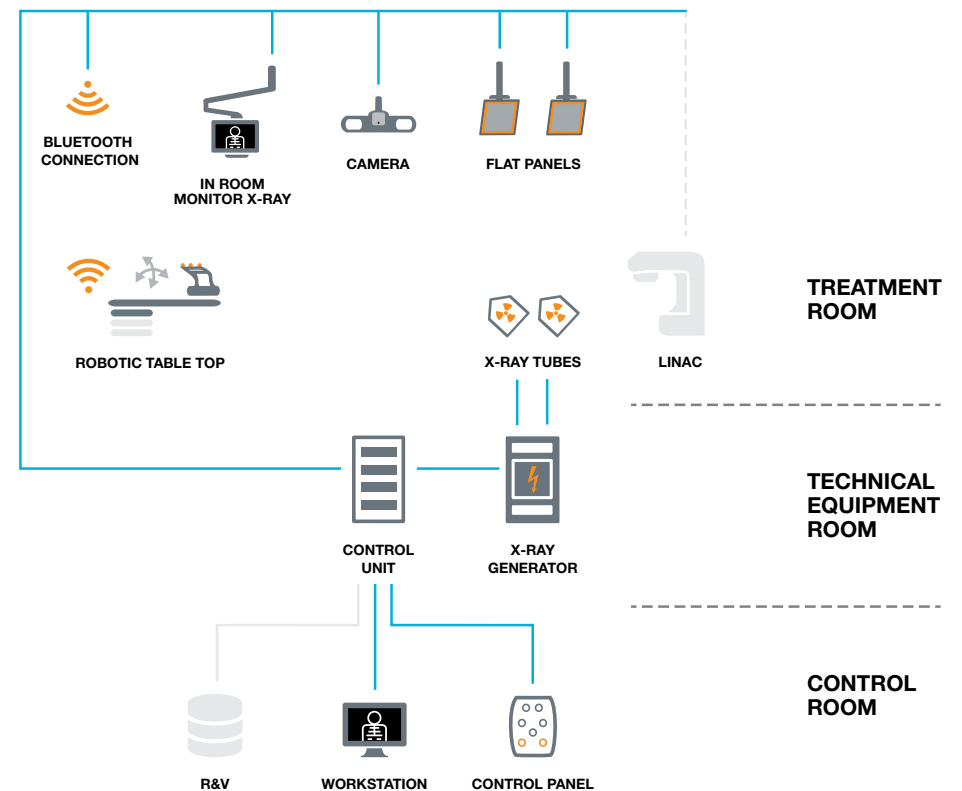 BLUETOOTH
CONNECTION
IN ROOM
MONITOR X-RAY
CAMERA
FLAT PANELS
ROBOTIC TABLE TOP
X-RAY TUBES
LINAC
TREATMENT
ROOM
CONTROL
UNIT
X-RAY
GENERATOR
TECHNICAL
EQUIPMENT
ROOM
R&V
WORKSTATION
CONTROL PANEL
CONTROL
ROOM